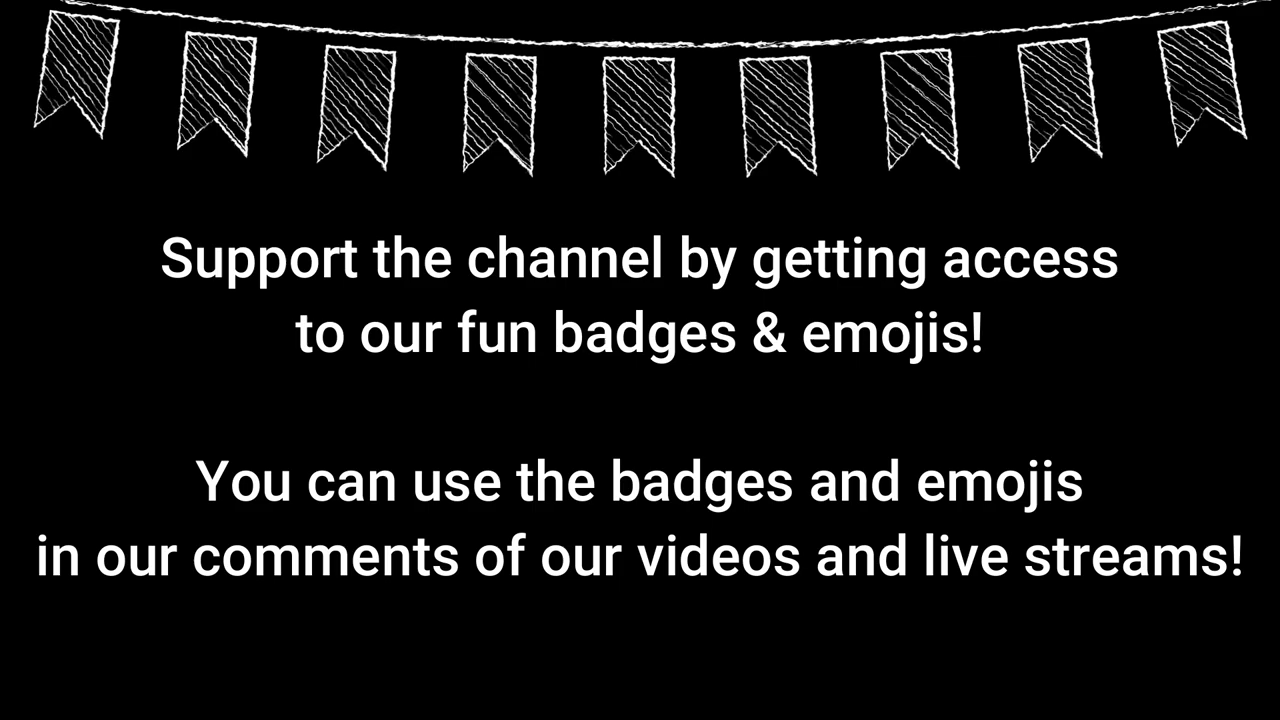 Support the channel by getting access
to our fun badges & emojis!
You can use the badges and emojis
in our comments of our videos and live streams!